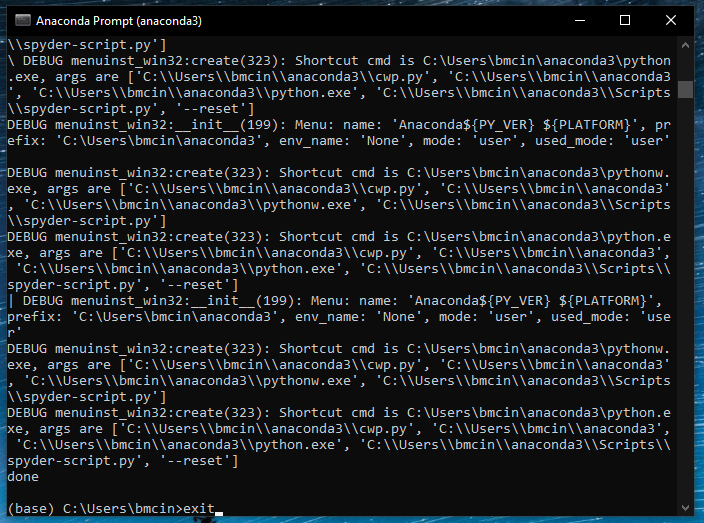 Anaconda Prompt (anaconda3)
\\spyder-script.py']
\ DEBUG menuinst_win32:create(323): Shortcut cmd is C:\Users\bmcin\anaconda3\python
.exe, args are ['C:\\Users\\bmcin\\anaconda3\\cwp.py', 'C:\\Users\\bmcin\\anaconda3
', 'C:\\Users\\bmcin\\anaconda3\\python.exe', 'C:\\Users\\bmcin\\anaconda3\\Scripts
\\spyder-script.py', '--reset']
DEBUG menuinst_win32:__init__(199): Menu: name: 'Anaconda${PY_VER} ${PLATFORM}', pr
efix: 'C:\Users\bmcin\anaconda3', env_name: 'None', mode: 'user', used_mode: 'user'
DEBUG menuinst_win32:create(323): Shortcut cmd is C:\Users\bmcin\anaconda3\pythonw.
exe, args are ['C:\\Users\\bmcin\\anaconda3\\cwp.py', 'C:\\Users\\bmcin\\anaconda3'
, 'C:\\Users\\bmcin\\anaconda3\\pythonw.exe', 'C:\\Users\\bmcin\\anaconda3\\Scripts
\\spyder-script.py']
DEBUG menuinst_win32:create(323): Shortcut cmd is C:\Users\bmcin\anaconda3\python.e
xe, args are ['C:\\Users\\bmcin\\anaconda3\\cwp.py', 'C:\\Users\\bmcin\\anaconda3',
 'C:\\Users\\bmcin\\anaconda3\\python.exe', 'C:\\Users\\bmcin\\anaconda3\\Scripts\\
spyder-script.py', '--reset']
| DEBUG menuinst_win32:__init__(199): Menu: name: 'Anaconda${PY_VER} ${PLATFORM}',
prefix: 'C:\Users\bmcin\anaconda3', env_name: 'None', mode: 'user', used_mode: 'use
r'
DEBUG menuinst_win32:create(323): Shortcut cmd is C:\Users\bmcin\anaconda3\pythonw.
exe, args are ['C:\\Users\\bmcin\\anaconda3\\cwp.py', 'C:\\Users\\bmcin\\anaconda3'
, 'C:\\Users\\bmcin\\anaconda3\\pythonw.exe', 'C:\\Users\\bmcin\\anaconda3\\Scripts
\\spyder-script.py']
DEBUG menuinst_win32:create(323): Shortcut cmd is C:\Users\bmcin\anaconda3\python.e
xe, args are ['C:\\Users\\bmcin\\anaconda3\\cwp.py', 'C:\\Users\\bmcin\\anaconda3',
 'C:\\Users\\bmcin\\anaconda3\\python.exe', 'C:\\Users\\bmcin\\anaconda3\\Scripts\\
spyder-script.py', '--reset']
done
(base) C:\Users\bmcin>exit